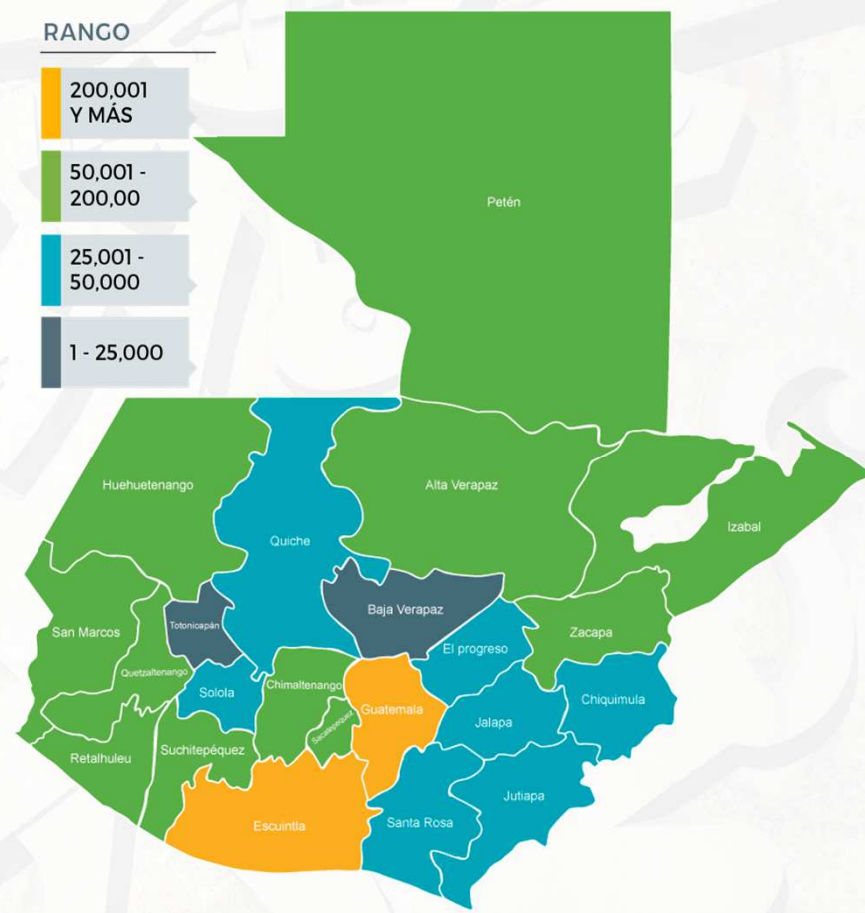 RANGO
200,001
Y MÁS
50,001 -
200,00
25,001 -
50,000
1 - 25,000
Petén
Huehuetenango
Alta Verapaz
Quiche
Izabal
Totonicapán
Baja Verapaz
San Marcos
Zacapa
El progreso
Quetzaltenango
Solola
Chimaltenango
Chiquimula
Guatemala
Sacatepéquez
Jalapa
Suchitepéquez
Retalhuleu
Jutiapa
Escuintla
Santa Rosa